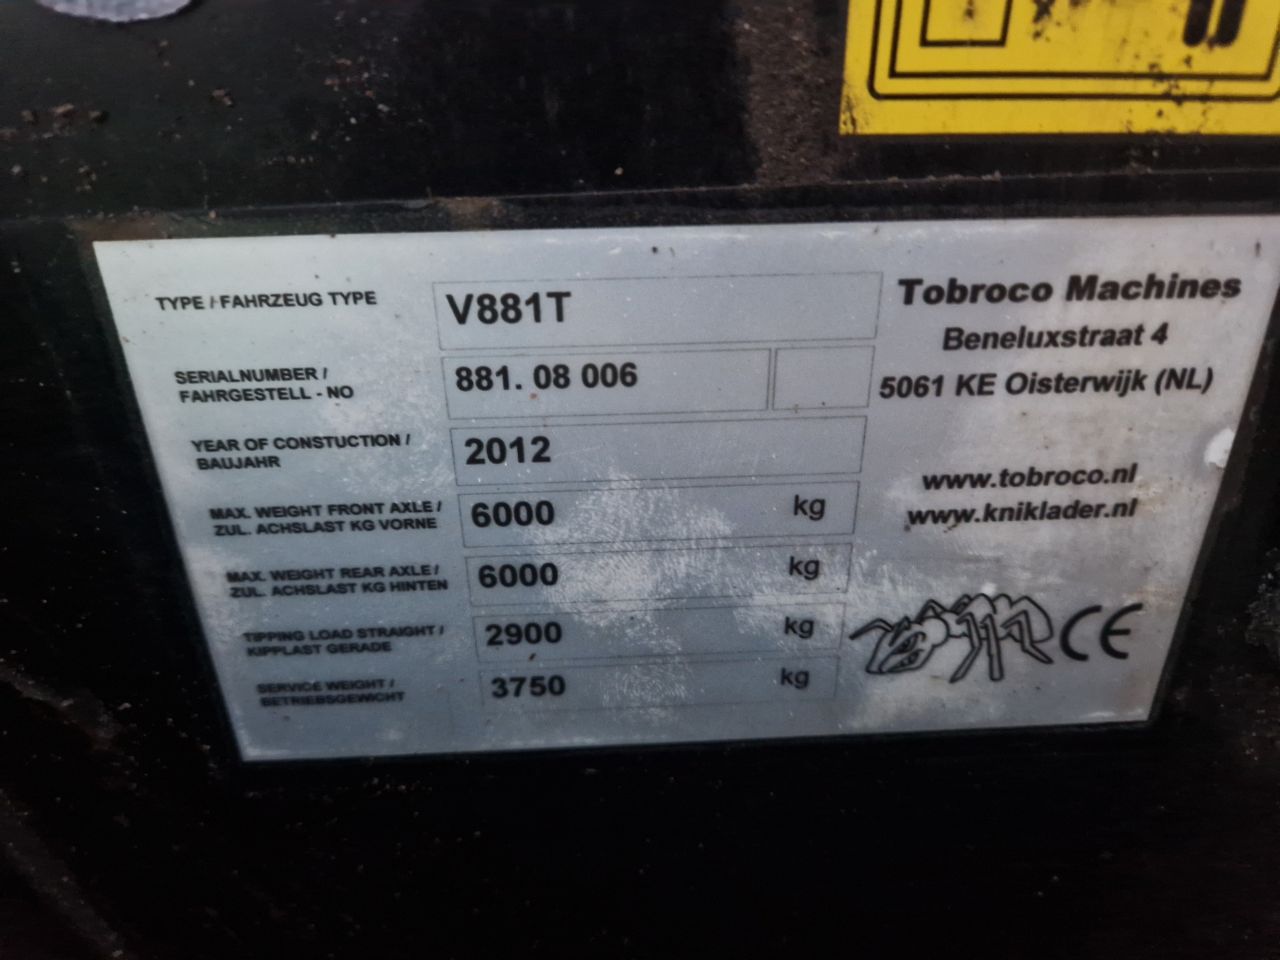 TYPE / FAHRZEUG TYPE V881T
SERIALNUMBER /
FAHRGESTELL - NO 881. 08 006
YEAR OF CONSTUCTION /
BAUJAHR 2012
MAX. WEIGHT FRONT AXLE /
ZUL. ACHSLAST KG VORNE 6000 kg
MAX. WEIGHT REAR AXLE /
ZUL. ACHSLAST KG HINTEN 6000 kg
TIPPING LOAD STRAIGHT /
KIPPLAST GERADE 2900 kg
SERVICE WEIGHT /
BETRIEBSGEWICHT 3750 kg
Tobroco Machines
Beneluxstraat 4
5061 KE Oisterwijk (NL)
www.tobroco.nl
www.kniklader.nl
CE